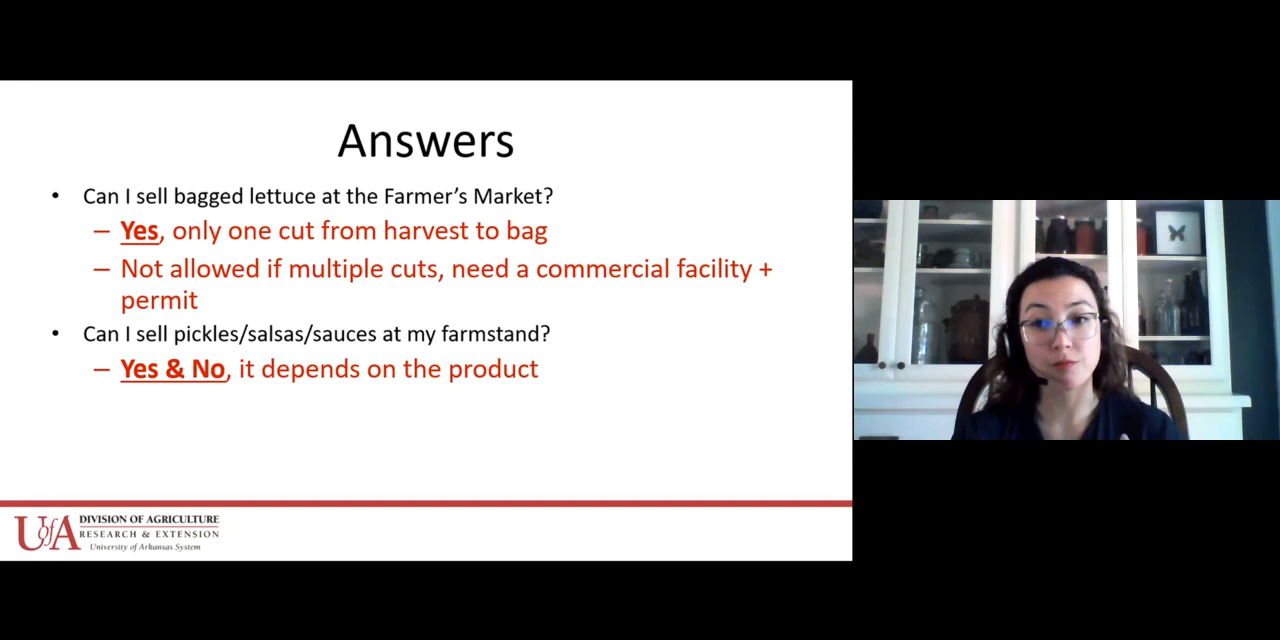 Answers
• Can I sell bagged lettuce at the Farmer's Market?
– Yes, only one cut from harvest to bag
– Not allowed if multiple cuts, need a commercial facility +
permit
• Can I sell pickles/salsas/sauces at my farmstand?
– Yes & No, it depends on the product
UofA
DIVISION OF AGRICULTURE
RESEARCH & EXTENSION
University of Arkansas System